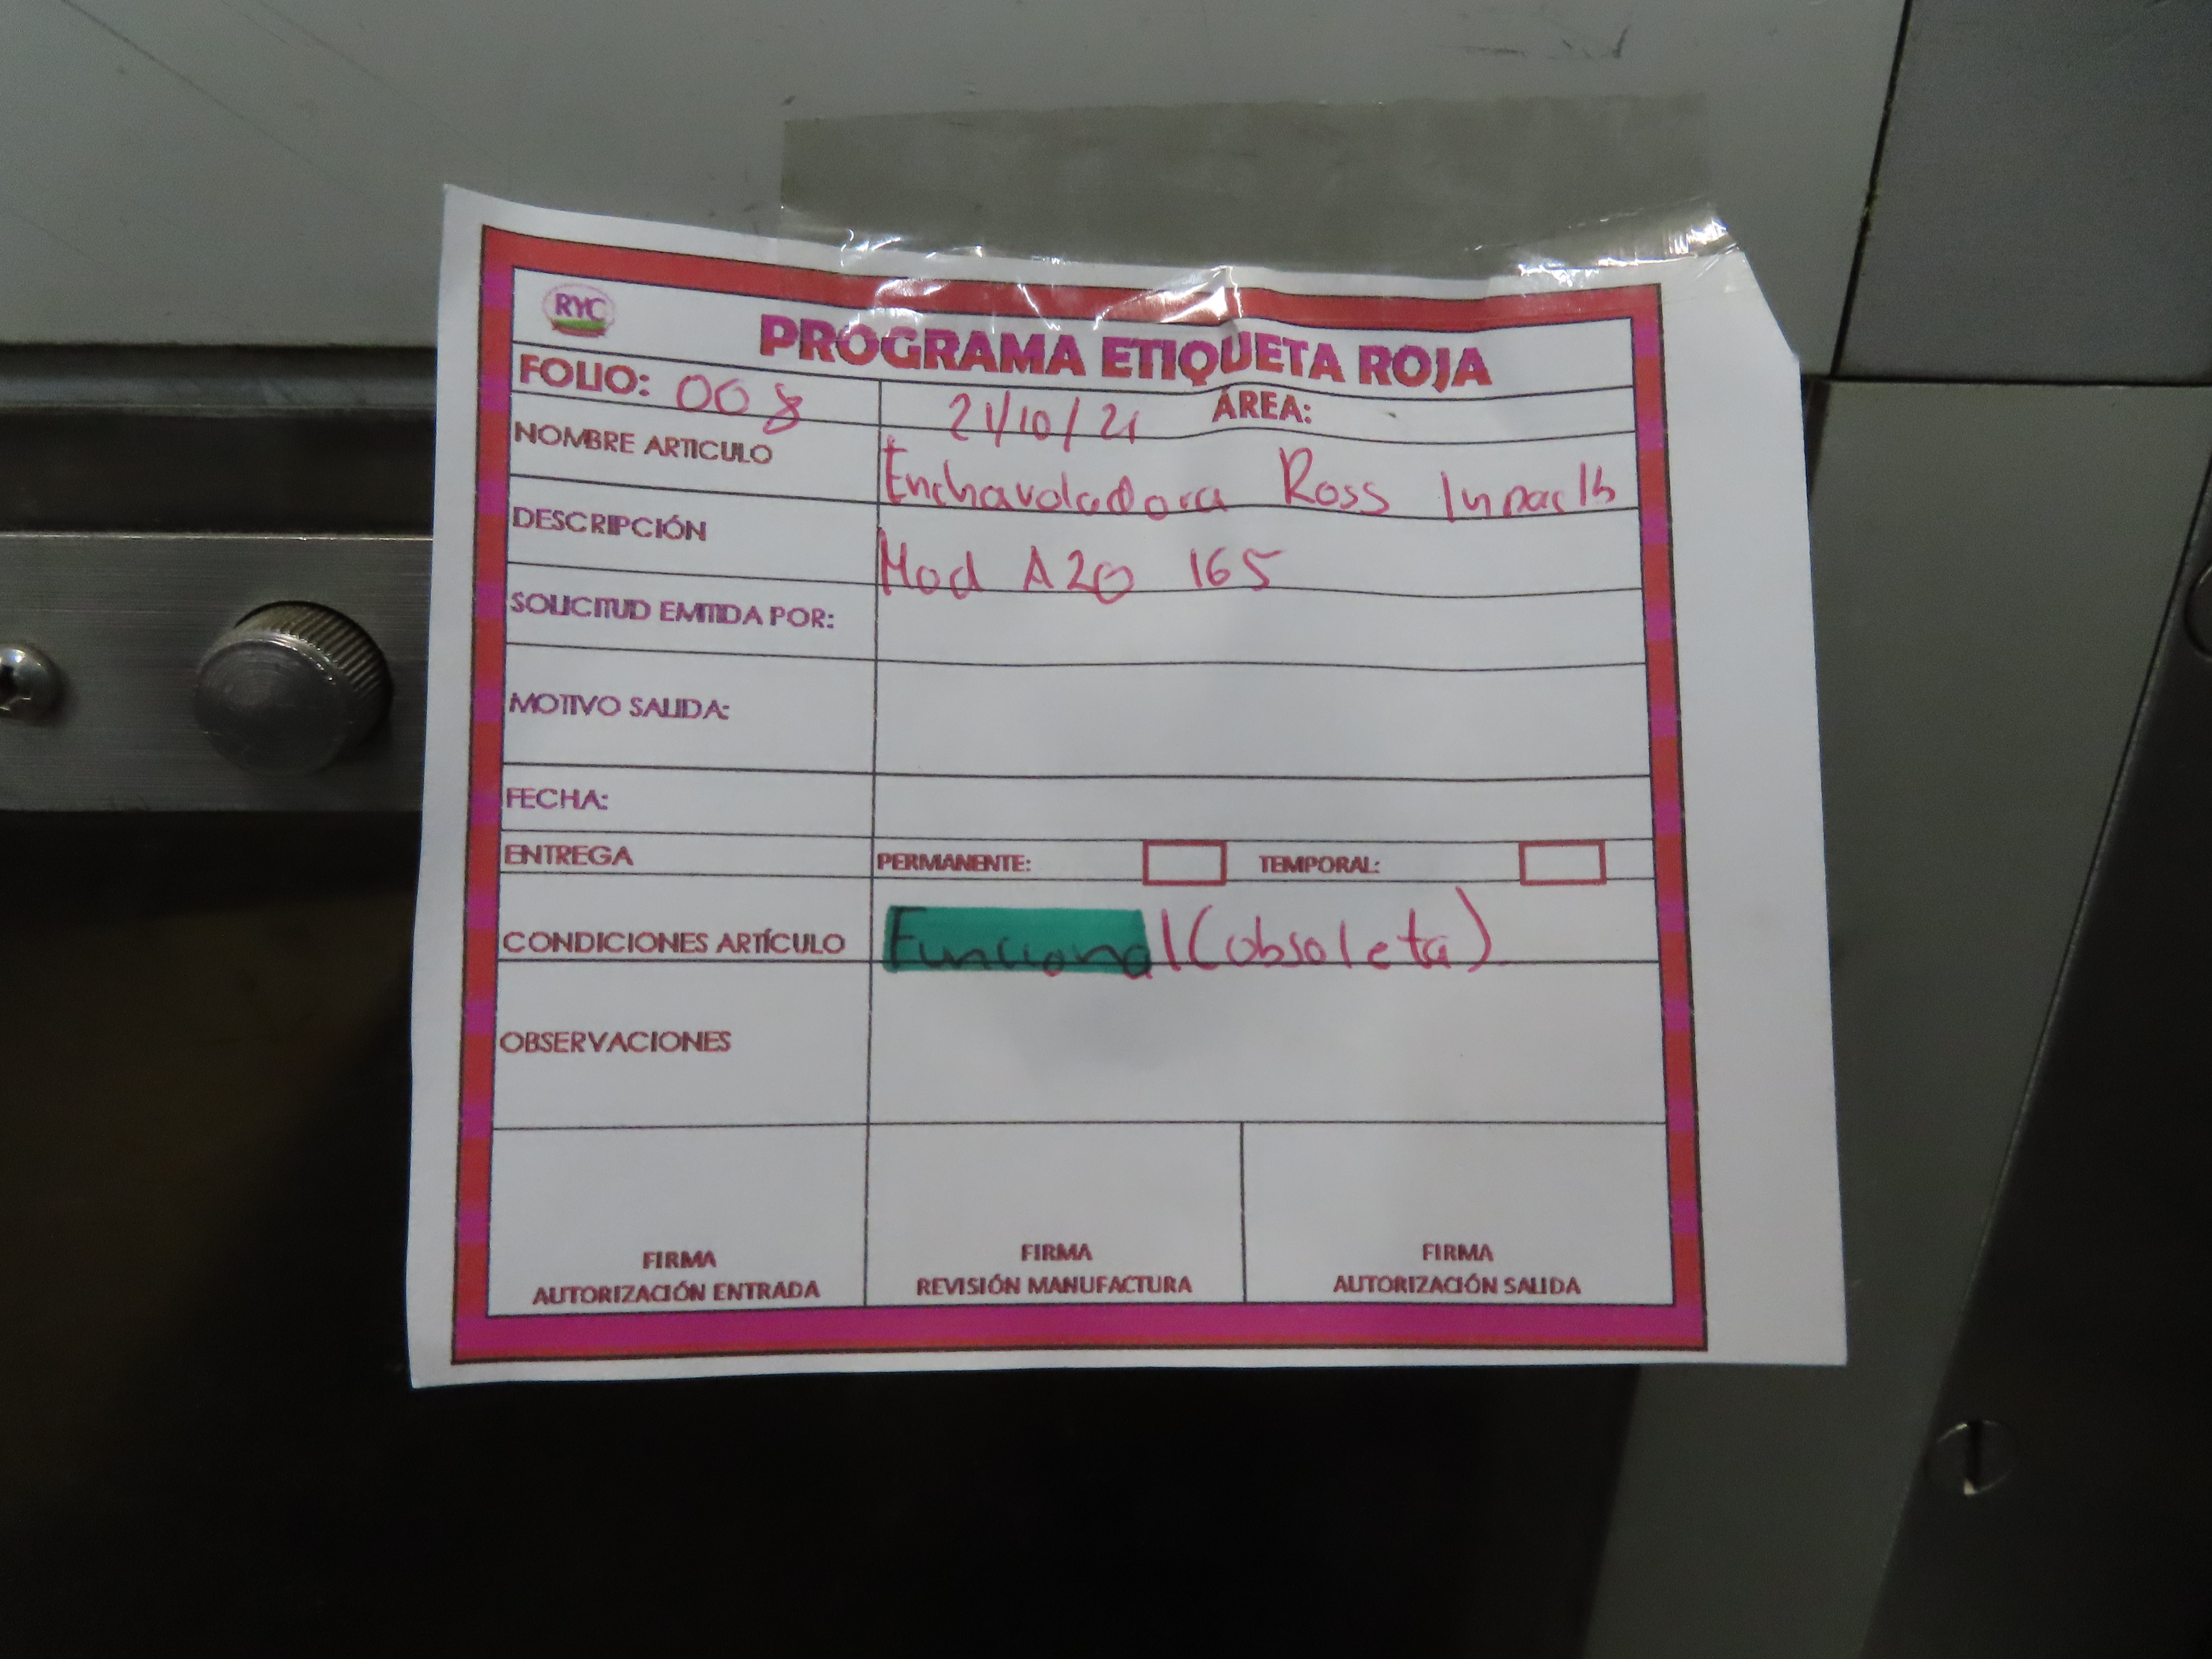 RYC
PROGRAMA ETIQUETA ROJA
FOLIO: 008 21/10/21 ÁREA:
NOMBRE ARTICULO Ross
DESCRIPCIÓN Mod A20 165
SOLICITUD EMITIDA POR:
MOTIVO SALIDA:
FECHA:
ENTREGA PERMANENTE: TEMPORAL:
CONDICIONES ARTÍCULO Funcional (obsoleta)
OBSERVACIONES
FIRMA AUTORIZACIÓN ENTRADA
FIRMA REVISIÓN MANUFACTURA
FIRMA AUTORIZACIÓN SALIDA